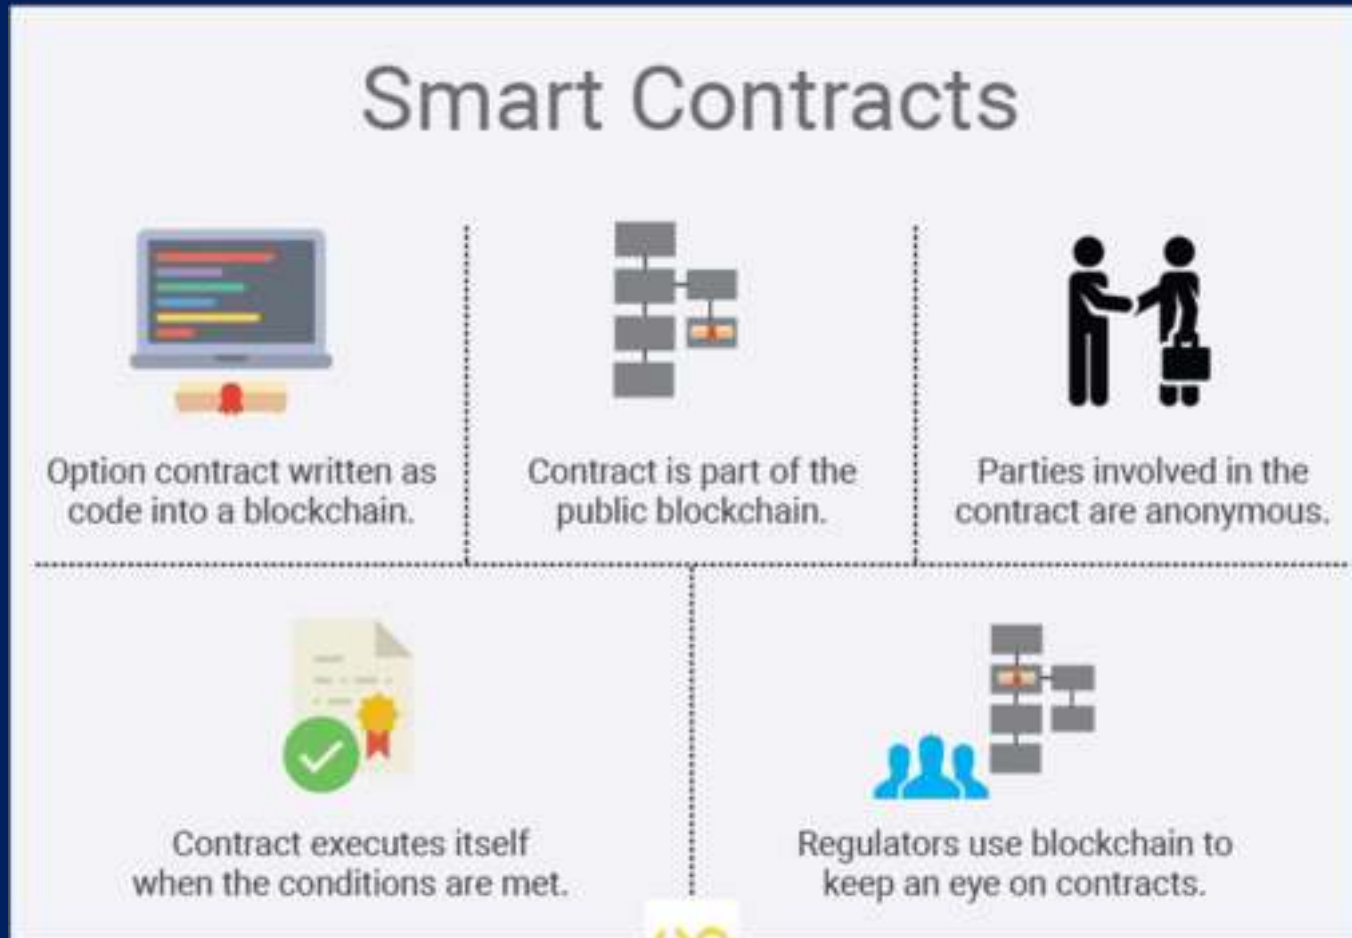 Smart Contracts
Option contract written as
code into a blockchain.
Contract is part of the
public blockchain.
Parties involved in the
contract are anonymous.
Contract executes itself
when the conditions are met.
Regulators use blockchain to
keep an eye on contracts.